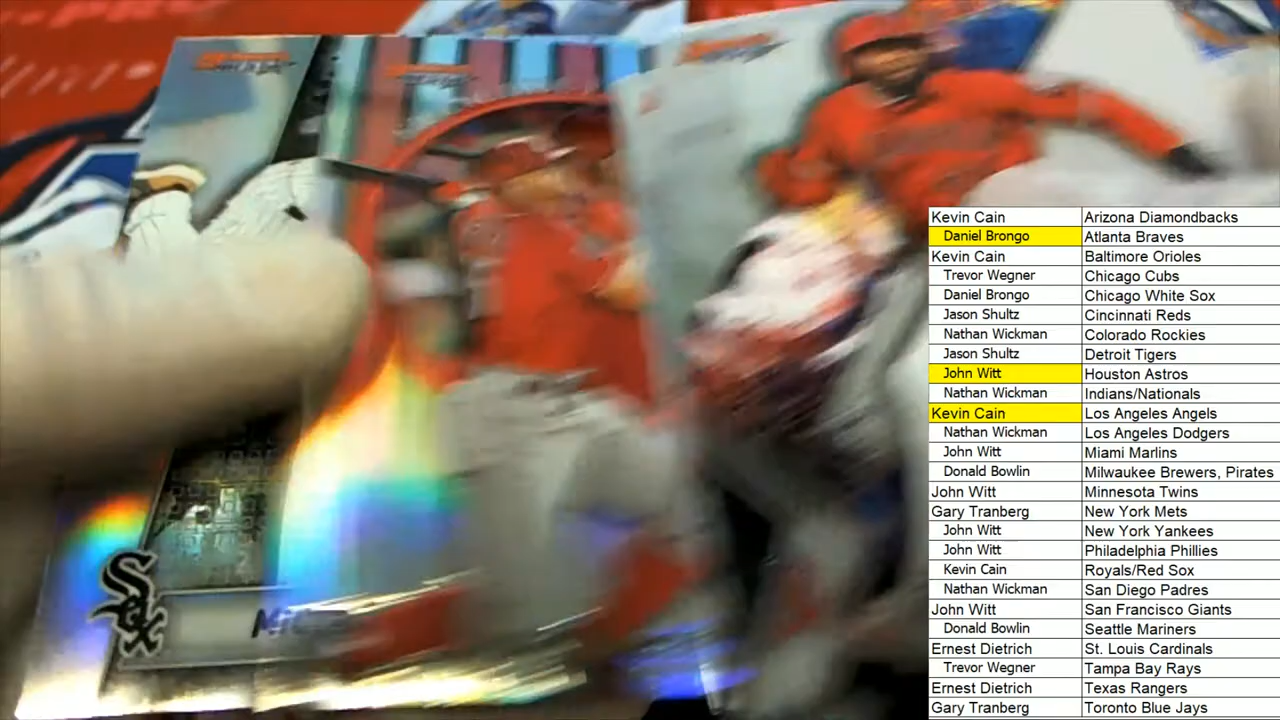 Sox
Kevin Cain Arizona Diamondbacks
Daniel Brongo Atlanta Braves
Kevin Cain Baltimore Orioles
Trevor Wegner Chicago Cubs
Daniel Brongo Chicago White Sox
Jason Shultz Cincinnati Reds
Nathan Wickman Colorado Rockies
Jason Shultz Detroit Tigers
John Witt Houston Astros
Nathan Wickman Indians/Nationals
Kevin Cain Los Angeles Angels
Nathan Wickman Los Angeles Dodgers
John Witt Miami Marlins
Donald Bowlin Milwaukee Brewers, Pirates
John Witt Minnesota Twins
Gary Tranberg New York Mets
John Witt New York Yankees
John Witt Philadelphia Phillies
Kevin Cain Royals/Red Sox
Nathan Wickman San Diego Padres
John Witt San Francisco Giants
Donald Bowlin Seattle Mariners
Ernest Dietrich St. Louis Cardinals
Trevor Wegner Tampa Bay Rays
Ernest Dietrich Texas Rangers
Gary Tranberg Toronto Blue Jays